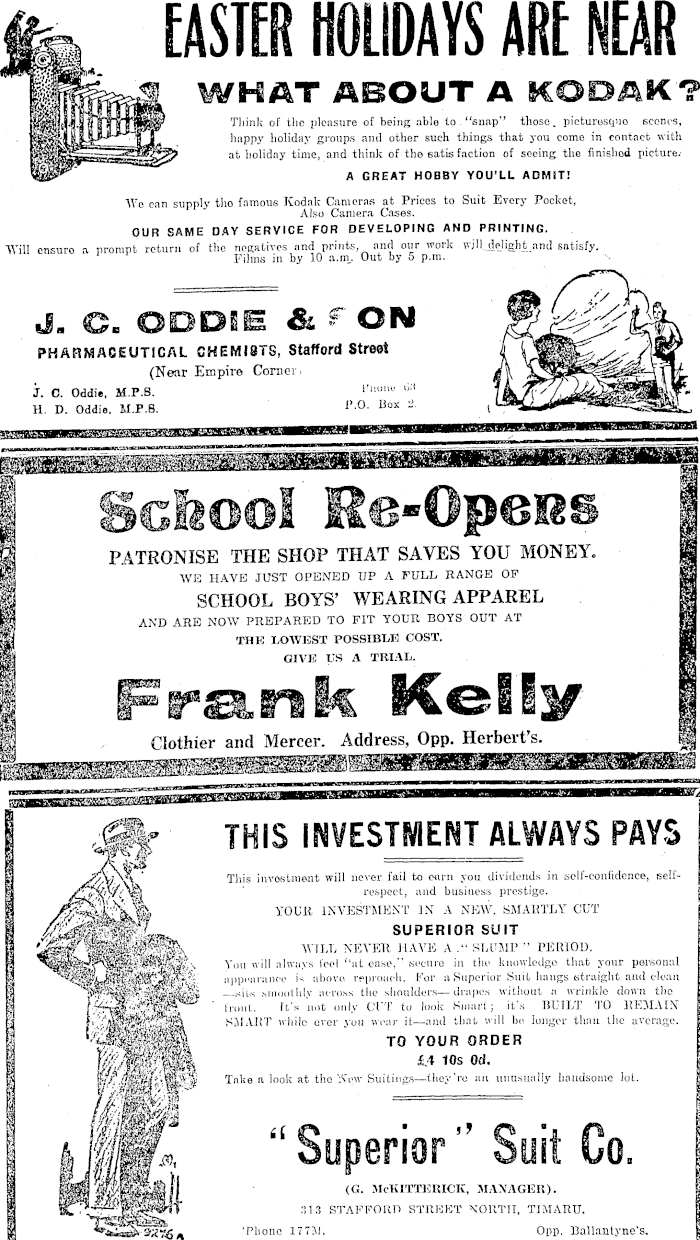 EASTER HOLIDAYS ARE NEAR
WHAT ABOUT A KODAK?
Think of the pleasure of being able to "snap" those picturesque scenes,
happy holiday groups and other such things that you come in contact with
at holiday time, and think of the satisfaction of seeing the finished picture.
A GREAT HOBBY YOU'LL ADMIT!
We can supply the famous Kodak Cameras at Prices to Suit Every Pocket,
Also Camera Cases.
OUR SAME DAY SERVICE FOR DEVELOPING AND PRINTING.
Will ensure a prompt return of the negatives and prints, and our work will delight and satisfy.
Films in by 10 a.m. Out by 5 p.m.
J. C. ODDIE & SON
PHARMACEUTICAL CHEMISTS, Stafford Street
(Near Empire Corner
J. C. Oddie, M.P.S. Phone 63
H. D. Oddie, M.P.S. P.O. Box 2
School Re-Opens
PATRONISE THE SHOP THAT SAVES YOU MONEY.
WE HAVE JUST OPENED UP A FULL RANGE OF
SCHOOL BOYS' WEARING APPAREL
AND ARE NOW PREPARED TO FIT YOUR BOYS OUT AT
THE LOWEST POSSIBLE COST.
GIVE US A TRIAL.
Frank Kelly
Clothier and Mercer. Address, Opp. Herbert's.
THIS INVESTMENT ALWAYS PAYS
This investment will never fail to earn you dividends in self-confidence, self-
respect, and business prestige.
YOUR INVESTMENT IN A NEW, SMARTLY CUT
SUPERIOR SUIT
WILL NEVER HAVE A "SLUMP" PERIOD.
You will always feel "at ease," secure in the knowledge that your personal
appearance is above reproach. For a Superior Suit hangs straight and clean
—sits smoothly across the shoulders—drapes without a wrinkle down the
front. It's not only CUT to look Smart; it's BUILT TO REMAIN
SMART while ever you wear it—and that will be longer than the average.
TO YOUR ORDER
£4 10s 0d.
Take a look at the New Suitings—they're an unusually handsome lot.
"Superior" Suit Co.
(G. McKITTERICK, MANAGER).
313 STAFFORD STREET NORTH, TIMARU.
'Phone 177M. Opp. Ballantyne's.
9276A